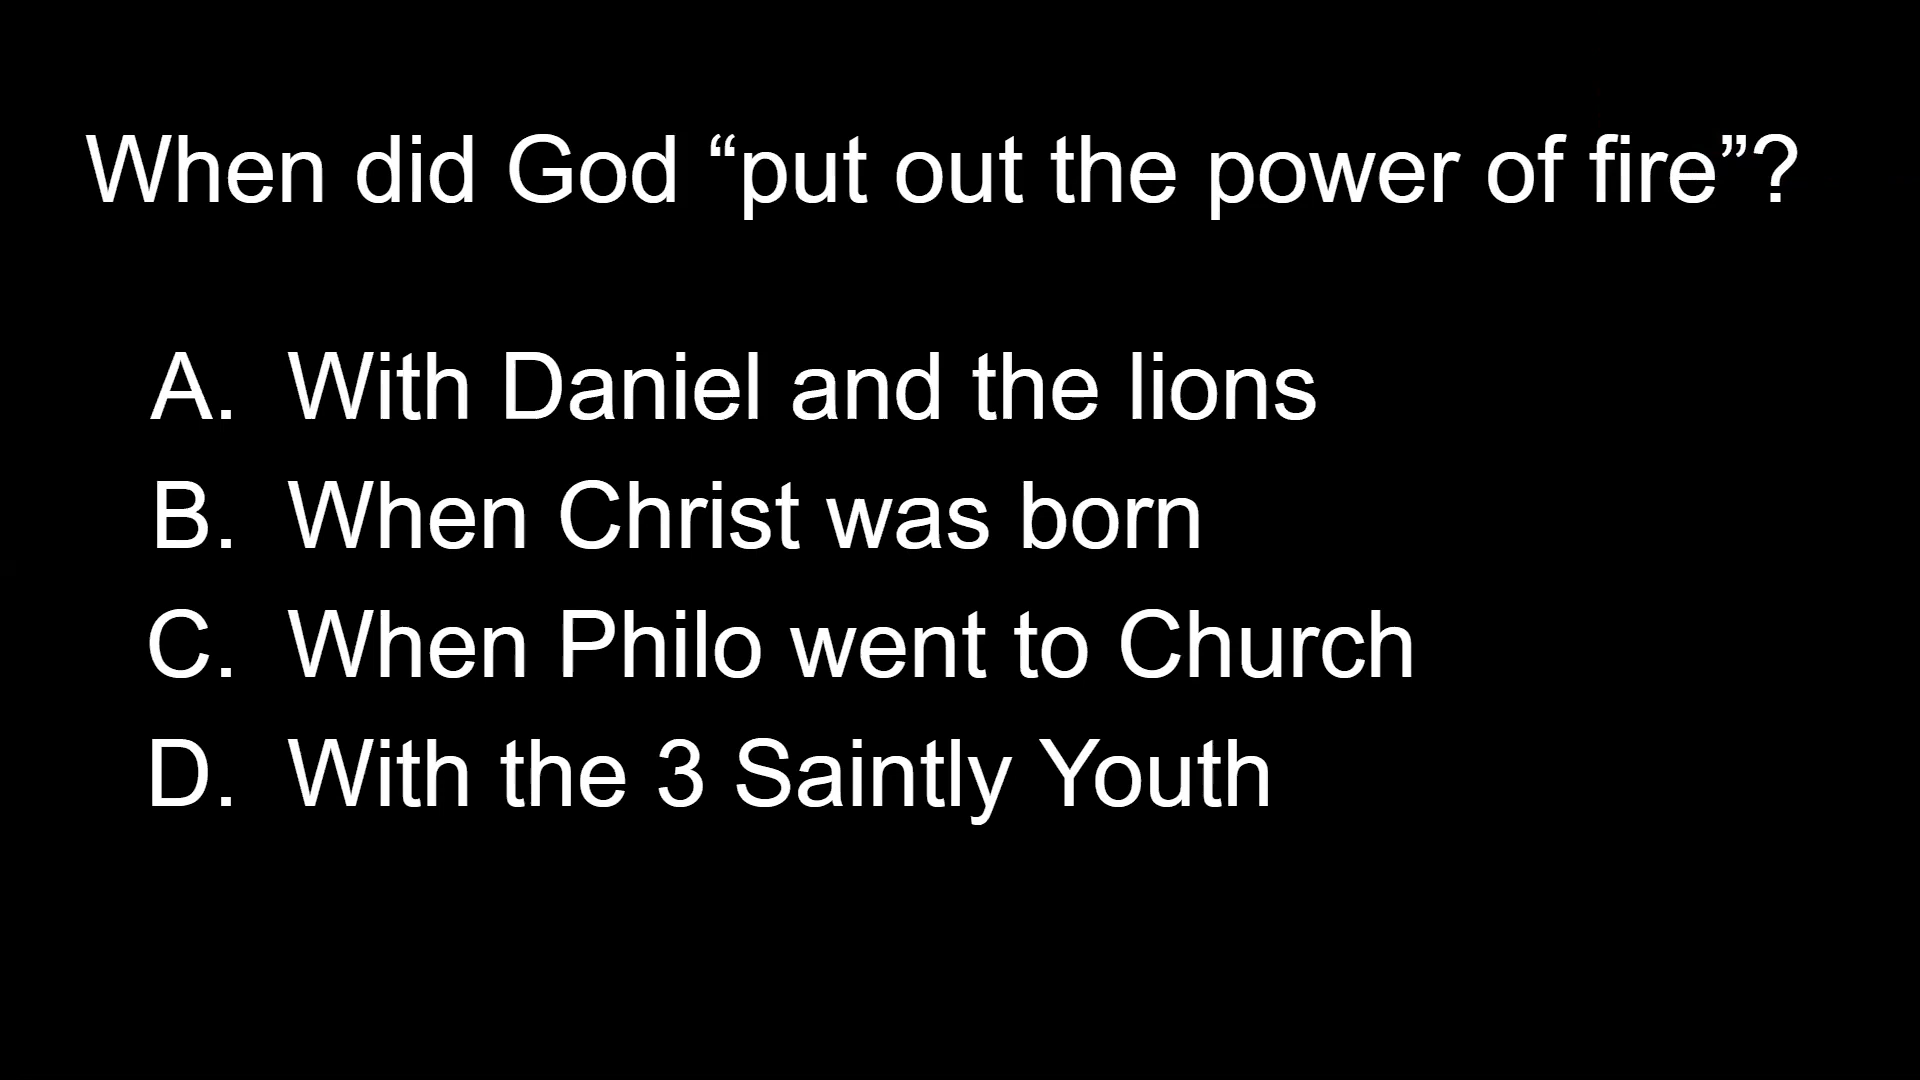 When did God “put out the power of fire”?
A. With Daniel and the lions
B. When Christ was born
C. When Philo went to Church
D. With the 3 Saintly Youth